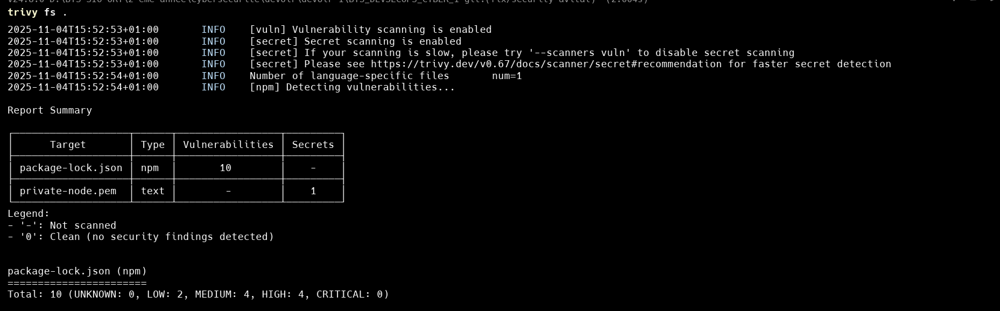 trivy fs .
2025-11-04T15:52:53+01:00 INFO [vuln] Vulnerability scanning is enabled
2025-11-04T15:52:53+01:00 INFO [secret] Secret scanning is enabled
2025-11-04T15:52:53+01:00 INFO [secret] If your scanning is slow, please try '--scanners vuln' to disable secret scanning
2025-11-04T15:52:53+01:00 INFO [secret] Please see https://trivy.dev/v0.67/docs/scanner/secret#recommendation for faster secret detection
2025-11-04T15:52:54+01:00 INFO Number of language-specific files num=1
2025-11-04T15:52:54+01:00 INFO [npm] Detecting vulnerabilities...
Report Summary
Target Type Vulnerabilities Secrets
package-lock.json npm 10 -
private-node.pem text - 1
Legend:
- '-': Not scanned
- '0': Clean (no security findings detected)
package-lock.json (npm)
=======================
Total: 10 (UNKNOWN: 0, LOW: 2, MEDIUM: 4, HIGH: 4, CRITICAL: 0)